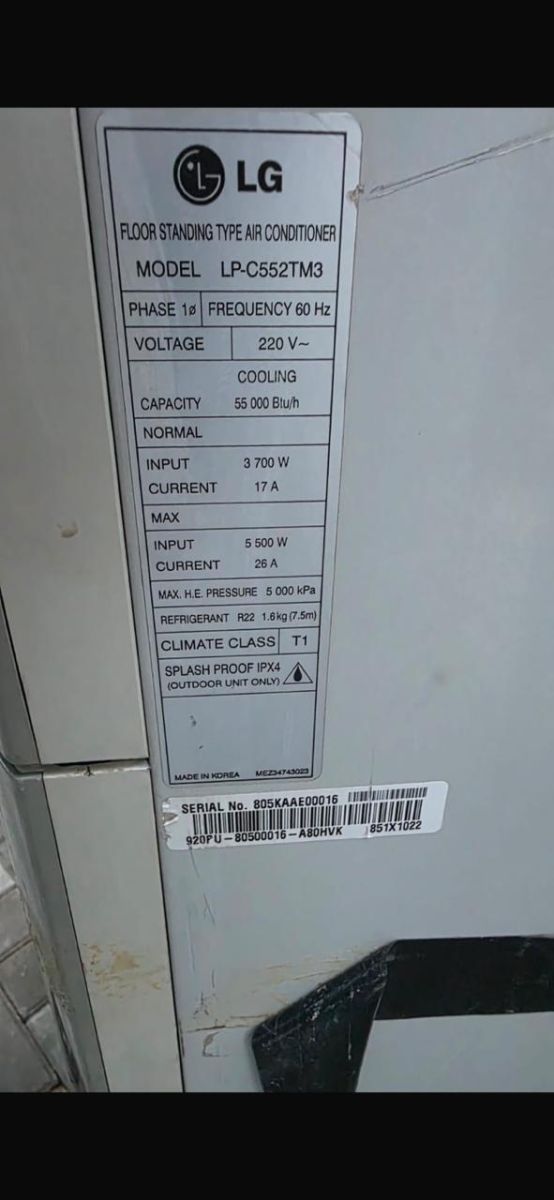 LG
FLOOR STANDING TYPE AIR CONDITIONER
MODEL LP-C552TM3
PHASE 1ø FREQUENCY 60 Hz
VOLTAGE 220 V~
COOLING
CAPACITY 55 000 Btu/h
NORMAL
INPUT 3 700 W
CURRENT 17 A
MAX
INPUT 5 500 W
CURRENT 26 A
MAX. H.E. PRESSURE 5 000 kPa
REFRIGERANT R22 1.6kg(7.5m)
CLIMATE CLASS T1
SPLASH PROOF IPX4
(OUTDOOR UNIT ONLY)
MADE IN KOREA MEZ34743023
SERIAL No. 805KAAE00016
920PU-80500016-A80HVK 851X1022